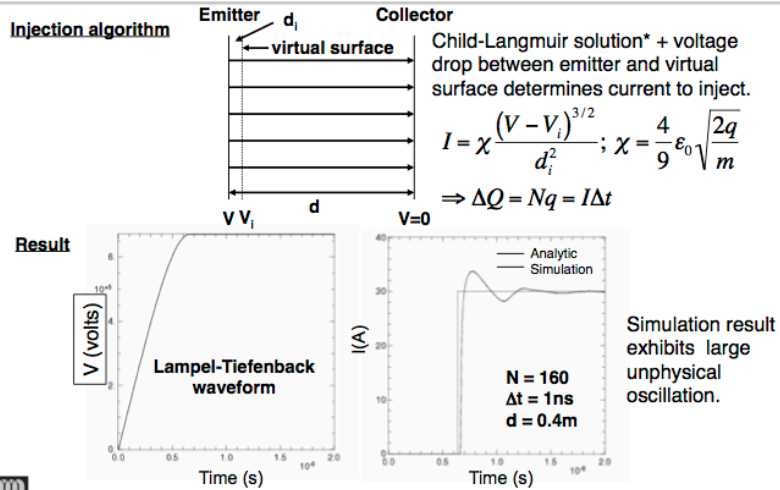 Injection algorithm
Emitter
d_i
Collector
virtual surface
Child-Langmuir solution* + voltage
drop between emitter and virtual
surface determines current to inject.
I = χ (V − V_i)^{3/2} / d_i^2 ; χ = 4/9 ε_0 √(2q/m)
⇒ ΔQ = Nq = IΔt
d
V V_i
V=0
Result
V (volts)
6.
10+5
4.
2.
0.
0.0 0.5 1.0 1.5 2.0
10-6
Time (s)
Lampel-Tiefenback
waveform
I(A)
40
30
20
10
0.
0.0 0.5 1.0 1.5 2.0
10-6
Time (s)
Analytic
Simulation
N = 160
Δt = 1ns
d = 0.4m
Simulation result
exhibits large
unphysical
oscillation.